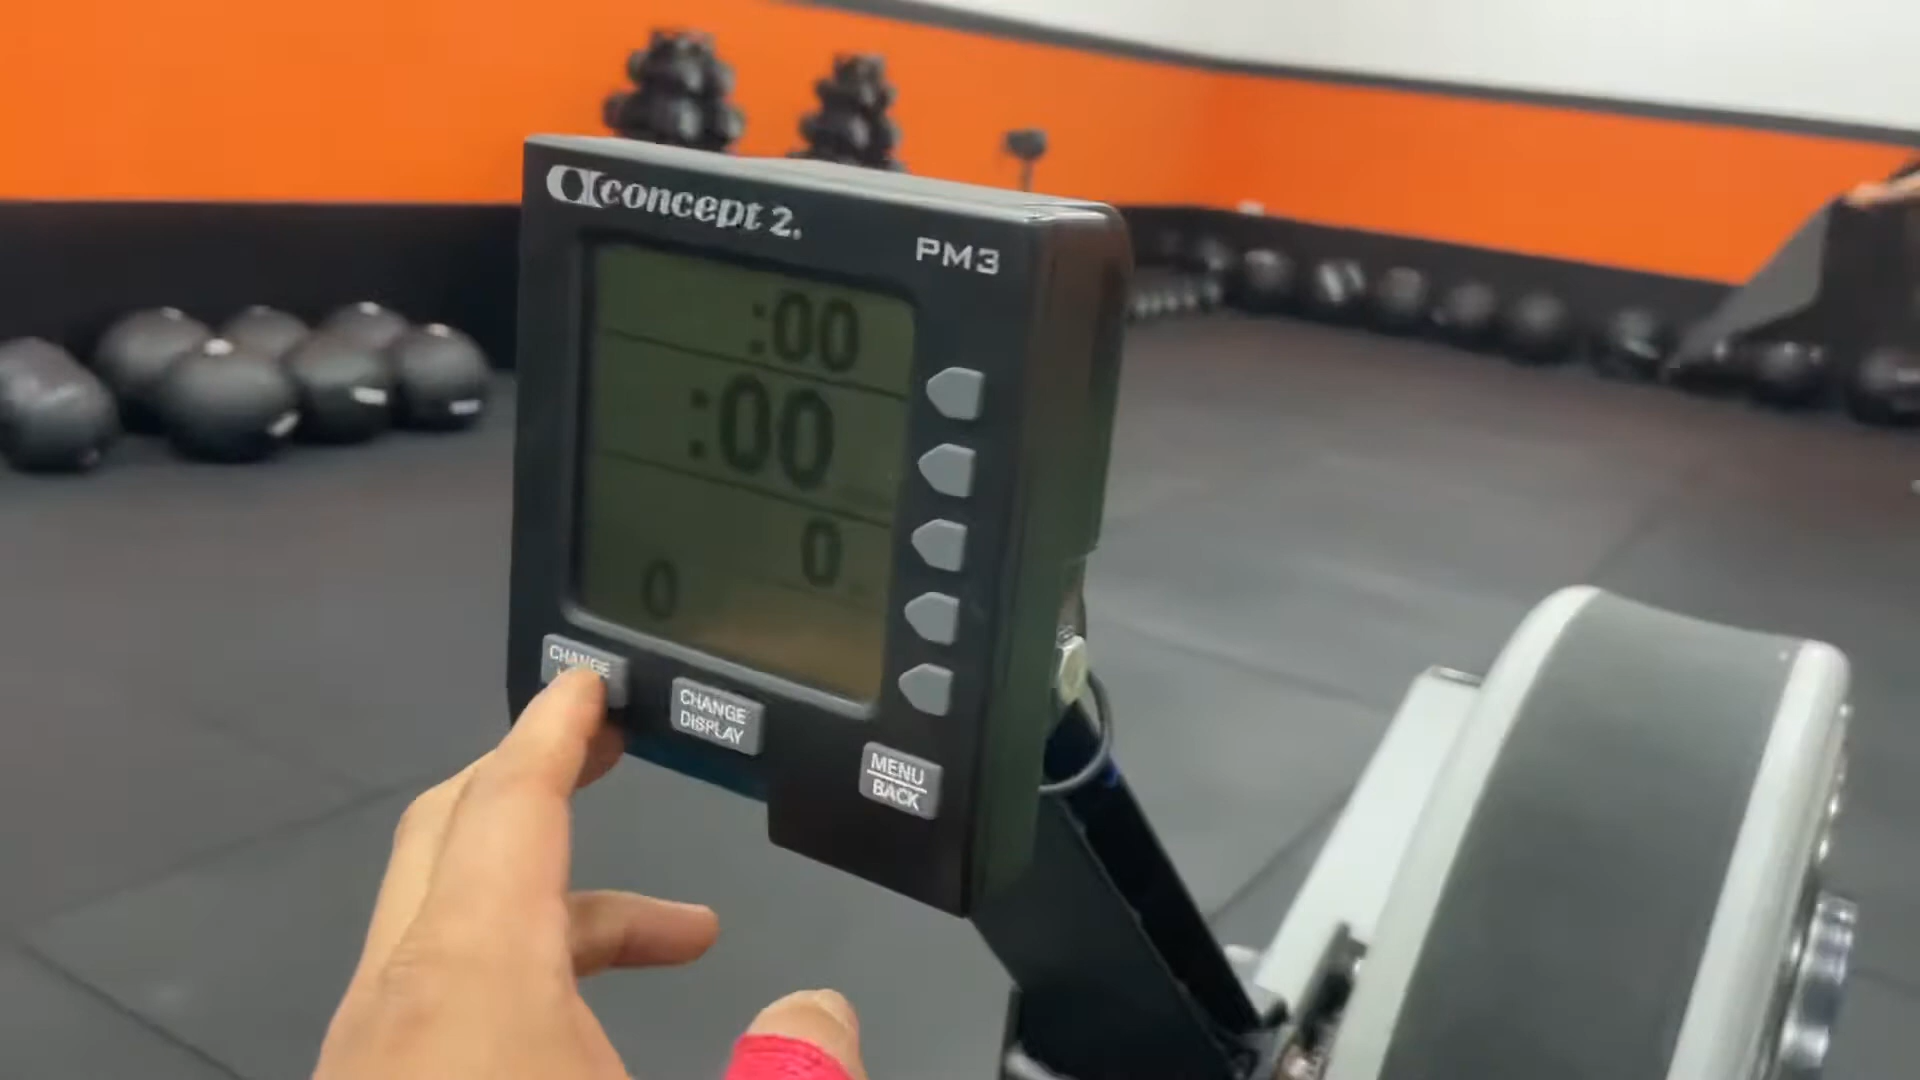 concept 2.
PM3
:00
:00
0
0
CHANGE
CHANGE
DISPLAY
MENU
BACK